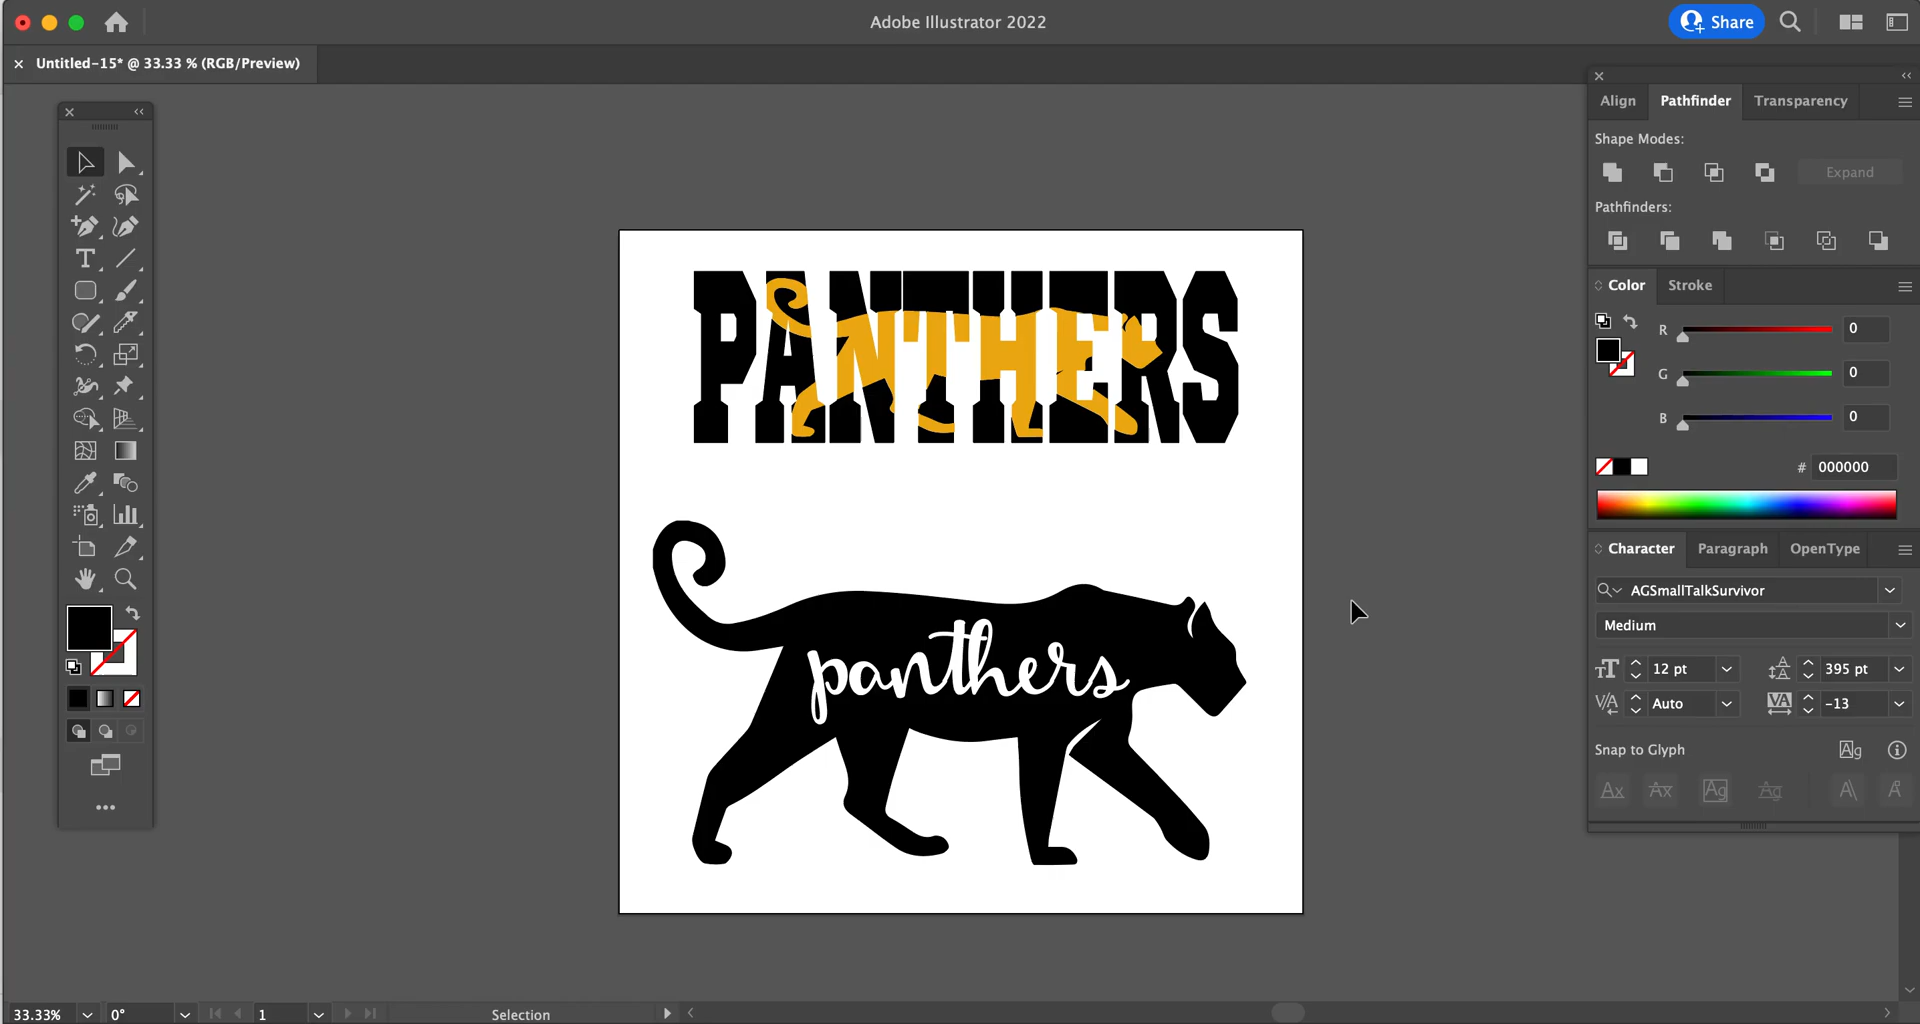 Adobe Illustrator 2022
Share
× Untitled-15* @ 33.33 % (RGB/Preview)
Align Pathfinder Transparency
Shape Modes:
Expand
Pathfinders:
Color Stroke
R 0
G 0
B 0
# 000000
Character Paragraph OpenType
AGSmallTalkSurvivor
Medium
12 pt 395 pt
Auto -13
Snap to Glyph
PANTHERS
panthers
33.33% 0° 1 Selection